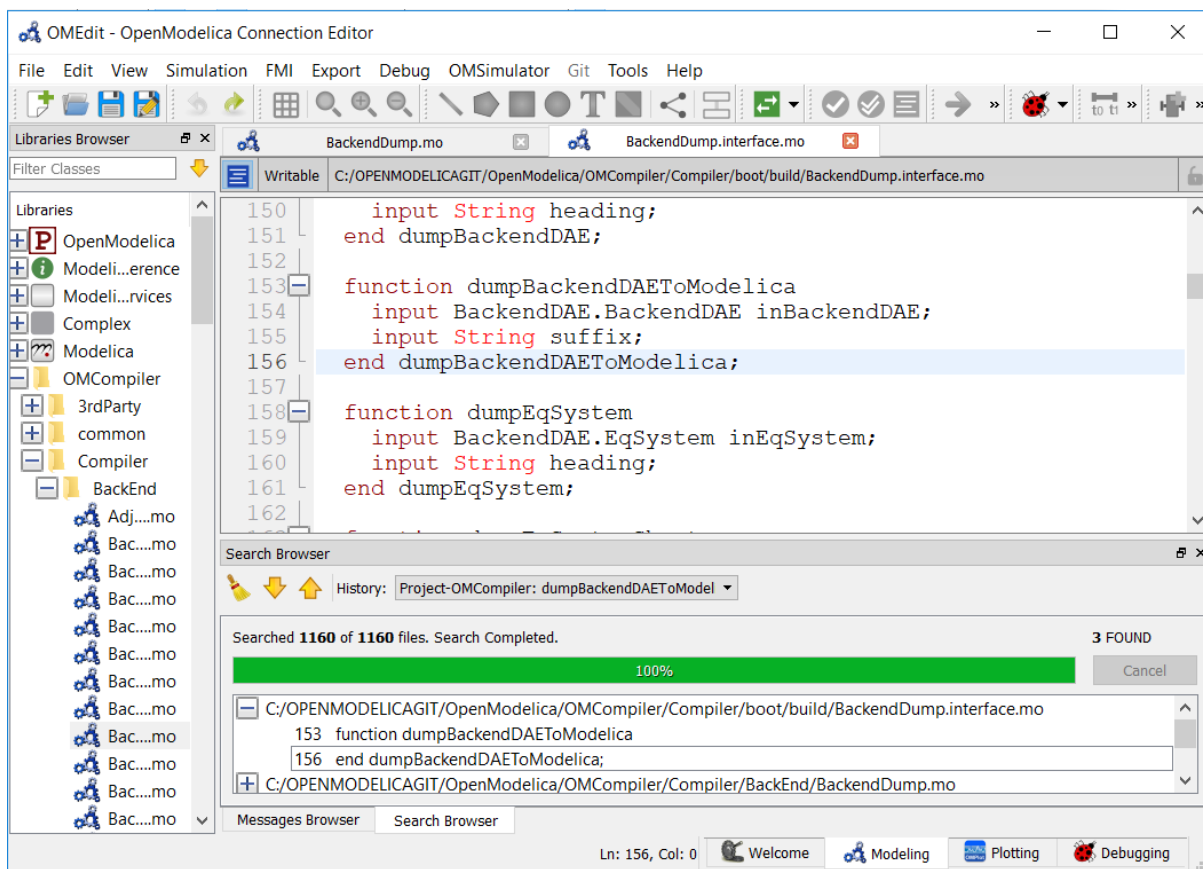 OMEdit - OpenModelica Connection Editor
File Edit View Simulation FMI Export Debug OMSimulator Git Tools Help
T » to ti » »
Libraries Browser
BackendDump.mo
BackendDump.interface.mo
Filter Classes
Writable
C:/OPENMODELICAGIT/OpenModelica/OMCompiler/Compiler/boot/build/BackendDump.interface.mo
Libraries
P OpenModelica
i Modeli...erence
Modeli...rvices
Complex
Modelica
OMCompiler
3rdParty
common
Compiler
BackEnd
Adj....mo
Bac....mo
Bac....mo
Bac....mo
Bac....mo
Bac....mo
Bac....mo
Bac....mo
Bac....mo
Bac....mo
Bac....mo
Bac....mo
150 input String heading;
151 end dumpBackendDAE;
152
153 function dumpBackendDAEToModelica
154 input BackendDAE.BackendDAE inBackendDAE;
155 input String suffix;
156 end dumpBackendDAEToModelica;
157
158 function dumpEqSystem
159 input BackendDAE.EqSystem inEqSystem;
160 input String heading;
161 end dumpEqSystem;
162
Search Browser
History: Project-OMCompiler: dumpBackendDAEToModel
Searched 1160 of 1160 files. Search Completed.
3 FOUND
100%
Cancel
C:/OPENMODELICAGIT/OpenModelica/OMCompiler/Compiler/boot/build/BackendDump.interface.mo
153 function dumpBackendDAEToModelica
156 end dumpBackendDAEToModelica;
C:/OPENMODELICAGIT/OpenModelica/OMCompiler/Compiler/BackEnd/BackendDump.mo
Messages Browser
Search Browser
Ln: 156, Col: 0
Welcome
Modeling
Plotting
Debugging